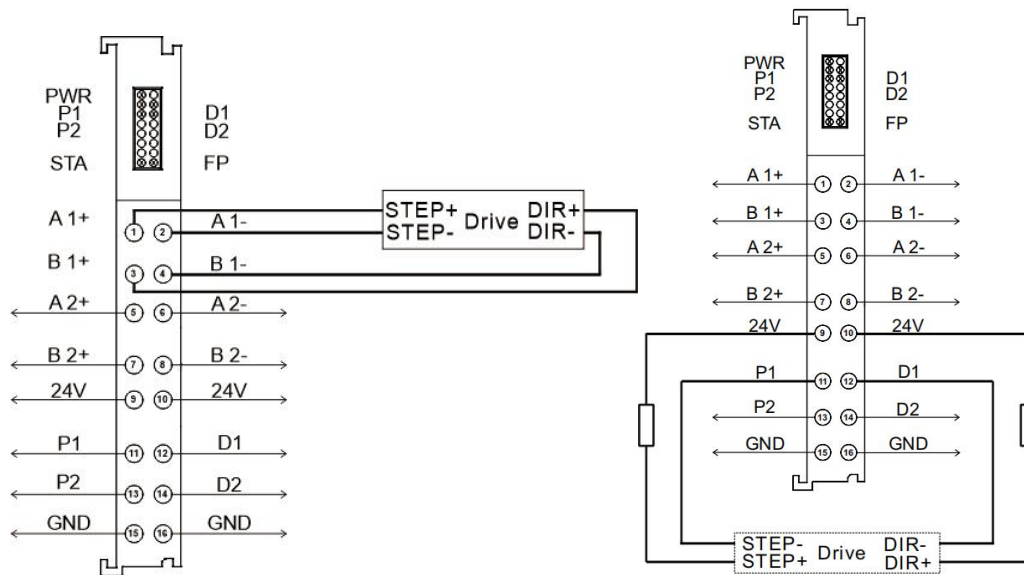 PWR
P1 D1
P2 D2
STA FP
A 1+ 1 2 A 1-
B 1+ 3 4 B 1-
A 2+ 5 6 A 2-
B 2+ 7 8 B 2-
24V 9 10 24V
P1 11 12 D1
P2 13 14 D2
GND 15 16 GND
STEP+ Drive DIR+
STEP- DIR-
PWR
P1 D1
P2 D2
STA FP
A 1+ 1 2 A 1-
B 1+ 3 4 B 1-
A 2+ 5 6 A 2-
B 2+ 7 8 B 2-
24V 9 10 24V
P1 11 12 D1
P2 13 14 D2
GND 15 16 GND
STEP- Drive DIR-
STEP+ DIR+